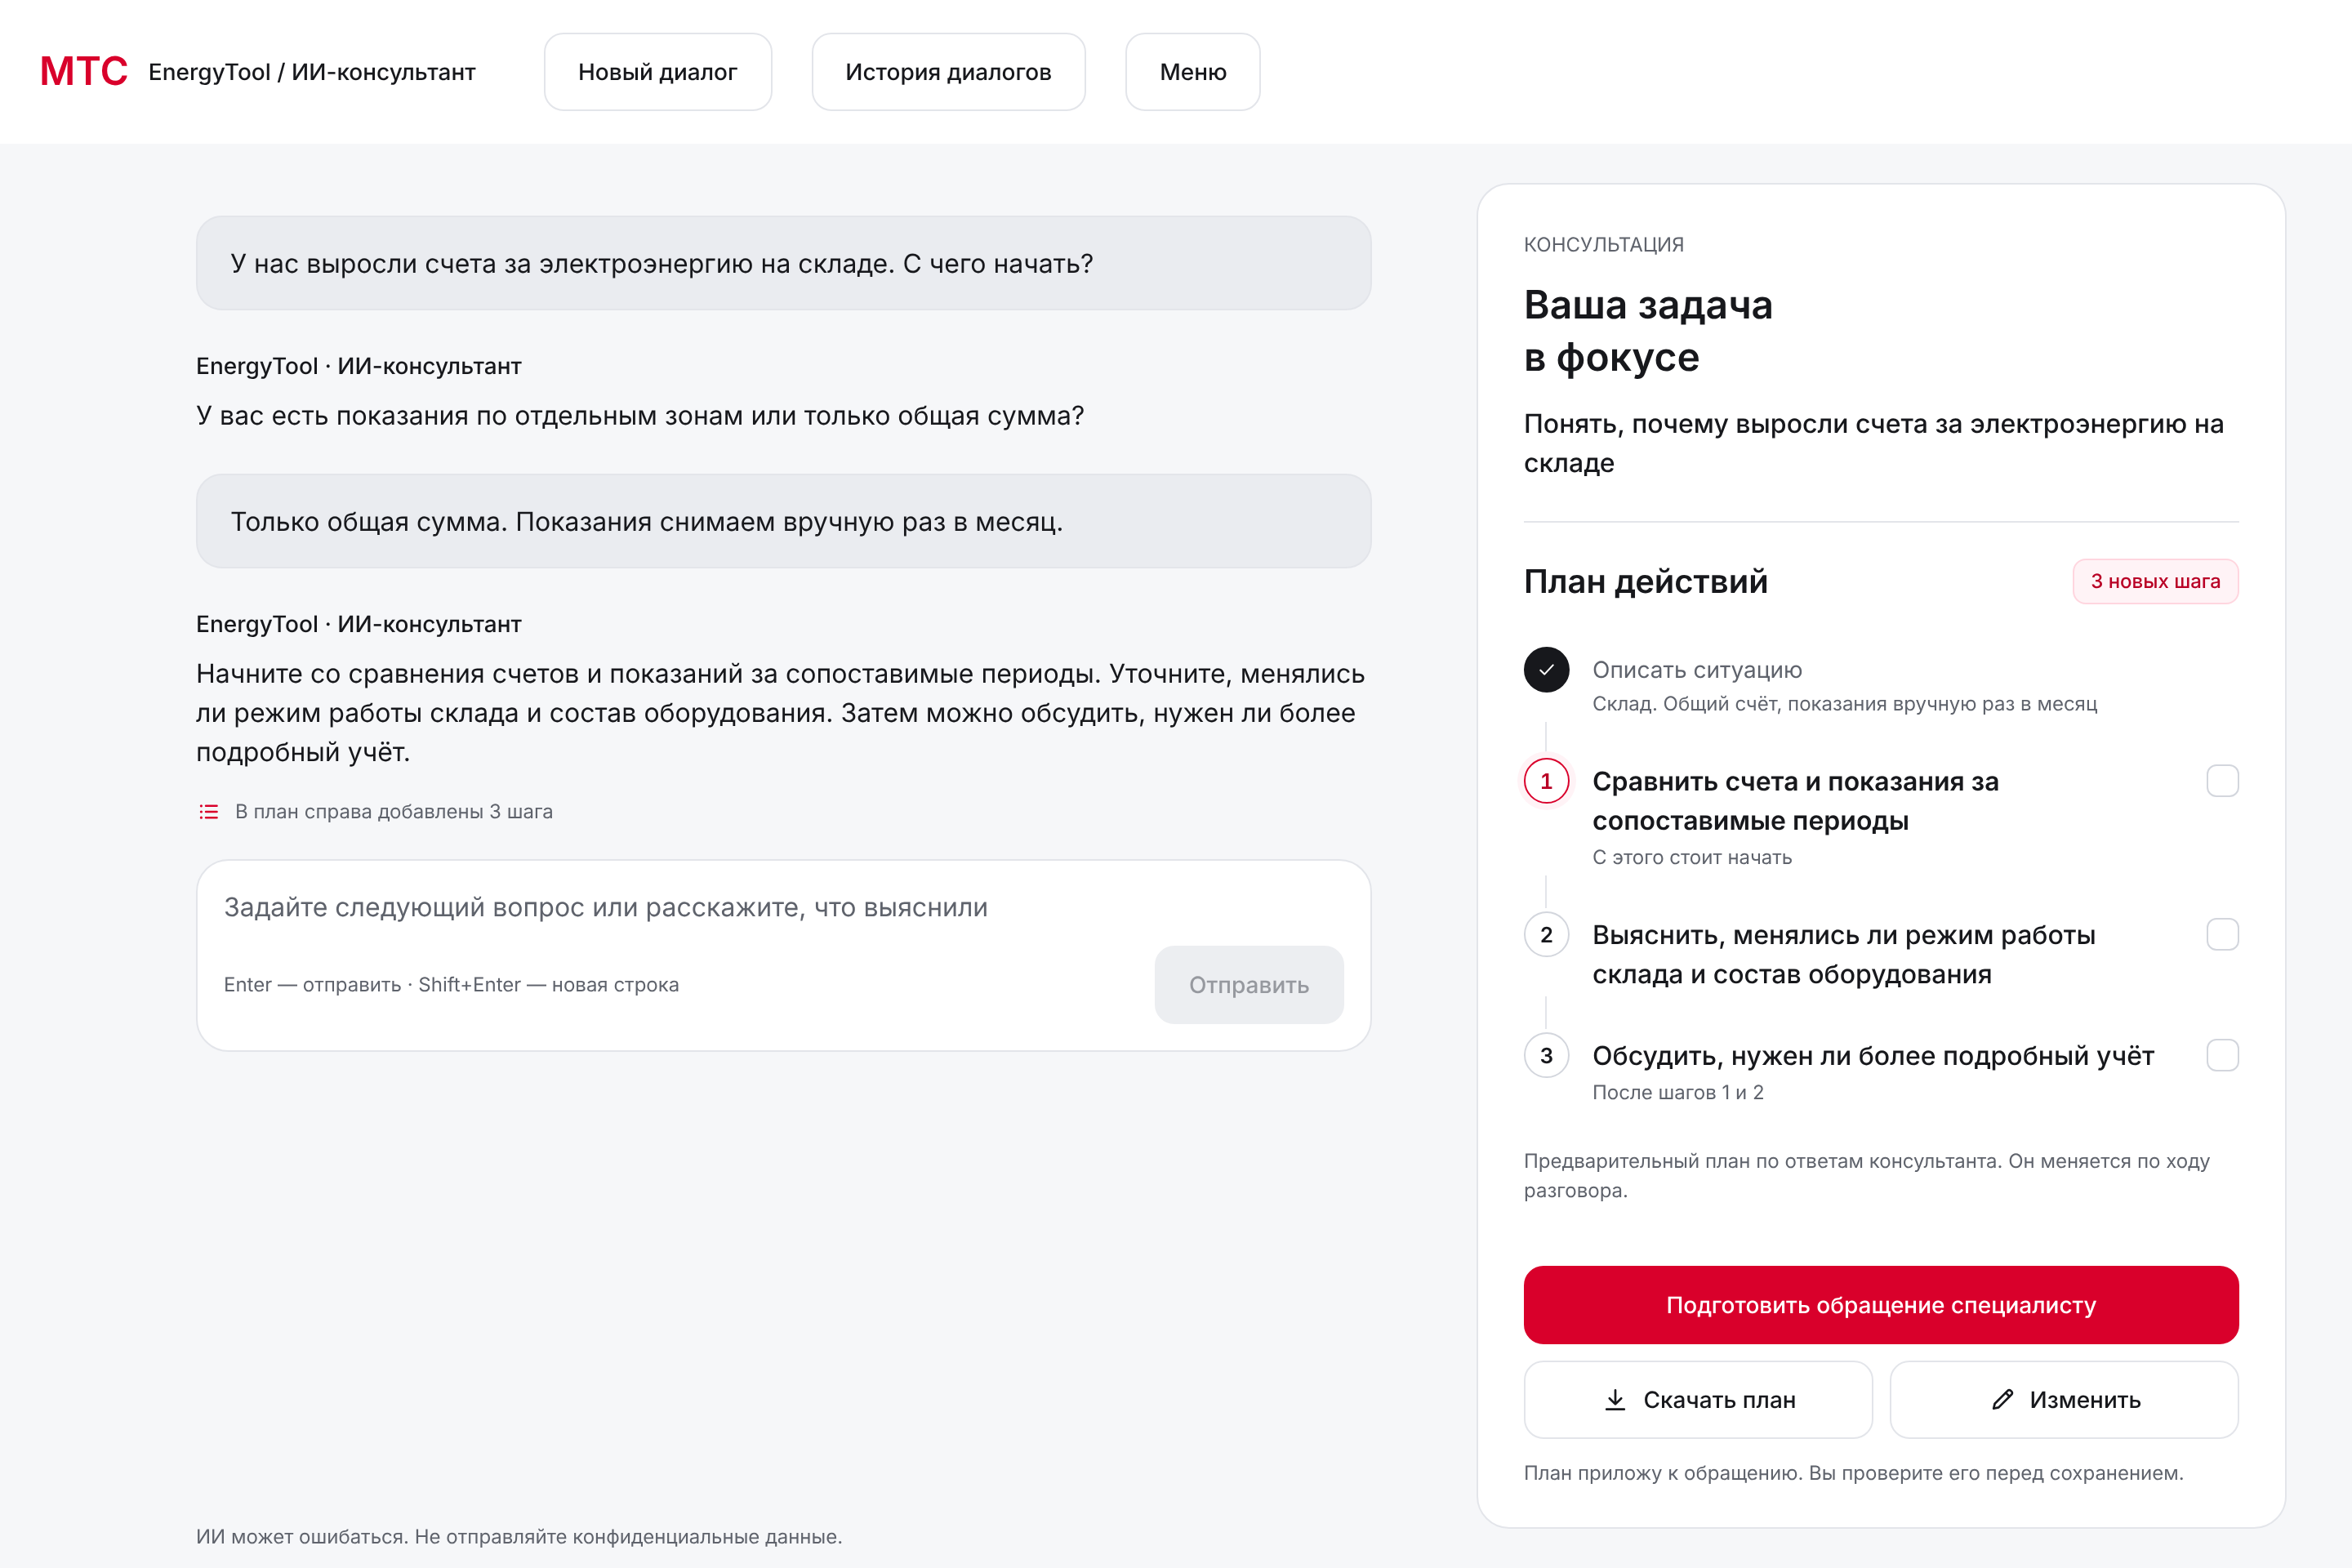 МТС
EnergyTool / ИИ-консультант
Новый диалог
История диалогов
Меню
У нас выросли счета за электроэнергию на складе. С чего начать?
EnergyTool · ИИ-консультант
У вас есть показания по отдельным зонам или только общая сумма?
Только общая сумма. Показания снимаем вручную раз в месяц.
EnergyTool · ИИ-консультант
Начните со сравнения счетов и показаний за сопоставимые периоды. Уточните, менялись
ли режим работы склада и состав оборудования. Затем можно обсудить, нужен ли более
подробный учёт.
В план справа добавлены 3 шага
Задайте следующий вопрос или расскажите, что выяснили
Enter — отправить · Shift+Enter — новая строка
Отправить
ИИ может ошибаться. Не отправляйте конфиденциальные данные.
КОНСУЛЬТАЦИЯ
Ваша задача
в фокусе
Понять, почему выросли счета за электроэнергию на
складе
План действий
3 новых шага
Описать ситуацию
Склад. Общий счёт, показания вручную раз в месяц
1
Сравнить счета и показания за
сопоставимые периоды
С этого стоит начать
2
Выяснить, менялись ли режим работы
склада и состав оборудования
3
Обсудить, нужен ли более подробный учёт
После шагов 1 и 2
Предварительный план по ответам консультанта. Он меняется по ходу
разговора.
Подготовить обращение специалисту
Скачать план
Изменить
План приложу к обращению. Вы проверите его перед сохранением.